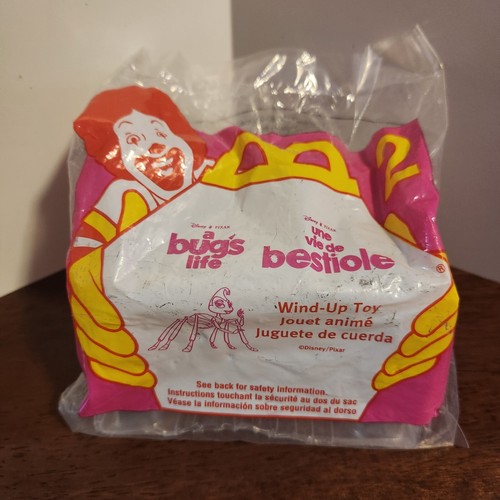 2
DISNEY • PIXAR
a
bug's
life
DISNEY • PIXAR
une
vie de
bestiole
Wind-Up Toy
Jouet animé
Juguete de cuerda
©Disney/Pixar
®
See back for safety information.
Instructions touchant la sécurité au dos du sac
Véase la información sobre seguridad al dorso